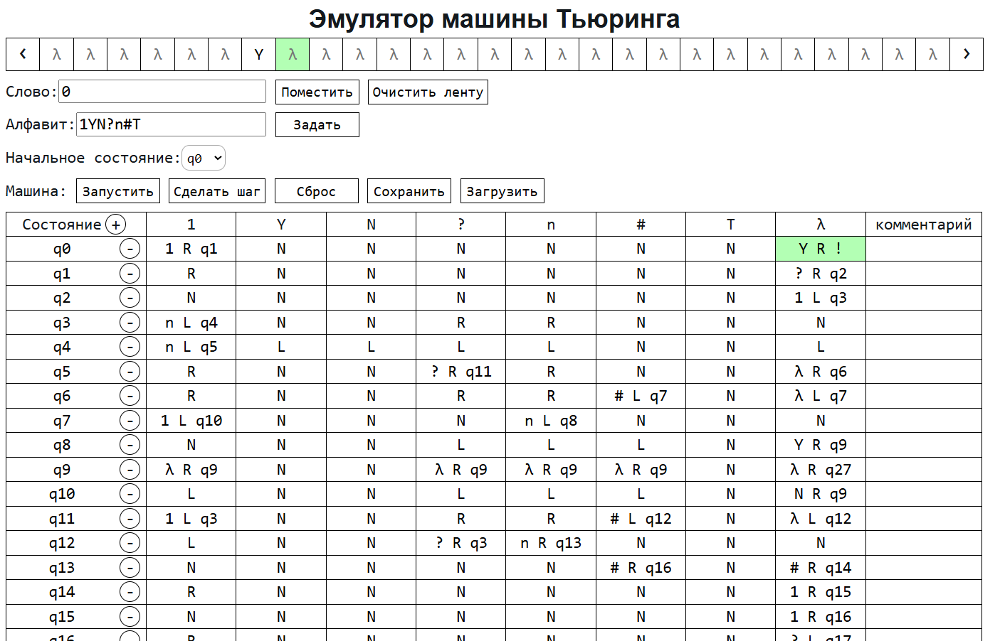 Эмулятор машины Тьюринга
< λ λ λ λ λ λ Y λ λ λ λ λ λ λ λ λ λ λ λ λ λ λ λ λ λ λ >
Слово: 0 Поместить Очистить ленту
Алфавит: 1YN?n#T Задать
Начальное состояние: q0
Машина: Запустить Сделать шаг Сброс Сохранить Загрузить
Состояние + 1 Y N ? n # T λ комментарий
q0 - 1 R q1 N N N N N N Y R !
q1 - R N N N N N N ? R q2
q2 - N N N N N N N 1 L q3
q3 - n L q4 N N R R N N N
q4 - n L q5 L L L L N N L
q5 - R N N ? R q11 R N N λ R q6
q6 - R N N R R # L q7 N λ L q7
q7 - 1 L q10 N N N n L q8 N N N
q8 - N N N L L L N Y R q9
q9 - λ R q9 N N λ R q9 λ R q9 λ R q9 N λ R q27
q10 - L N N L L L N N R q9
q11 - 1 L q3 N N R R # L q12 N λ L q12
q12 - L N N ? R q3 n R q13 N N N
q13 - N N N N N # R q16 N # R q14
q14 - R N N N N N N 1 R q15
q15 - N N N N N N N 1 R q16
q16 - R N N N N N N ? L q17